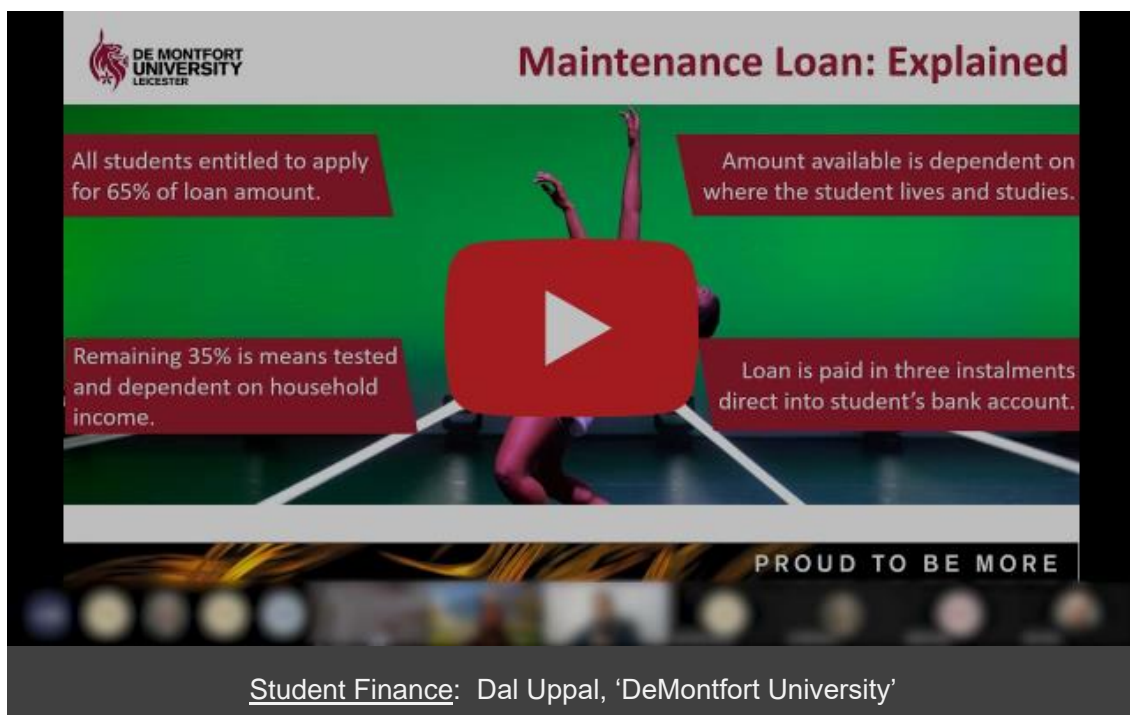 DE MONTFORT
UNIVERSITY
LEICESTER
Maintenance Loan: Explained
All students entitled to apply
for 65% of loan amount.
Amount available is dependent on
where the student lives and studies.
Remaining 35% is means tested
and dependent on household
income.
Loan is paid in three instalments
direct into student's bank account.
PROUD TO BE MORE
Student Finance:  Dal Uppal, ‘DeMontfort University’